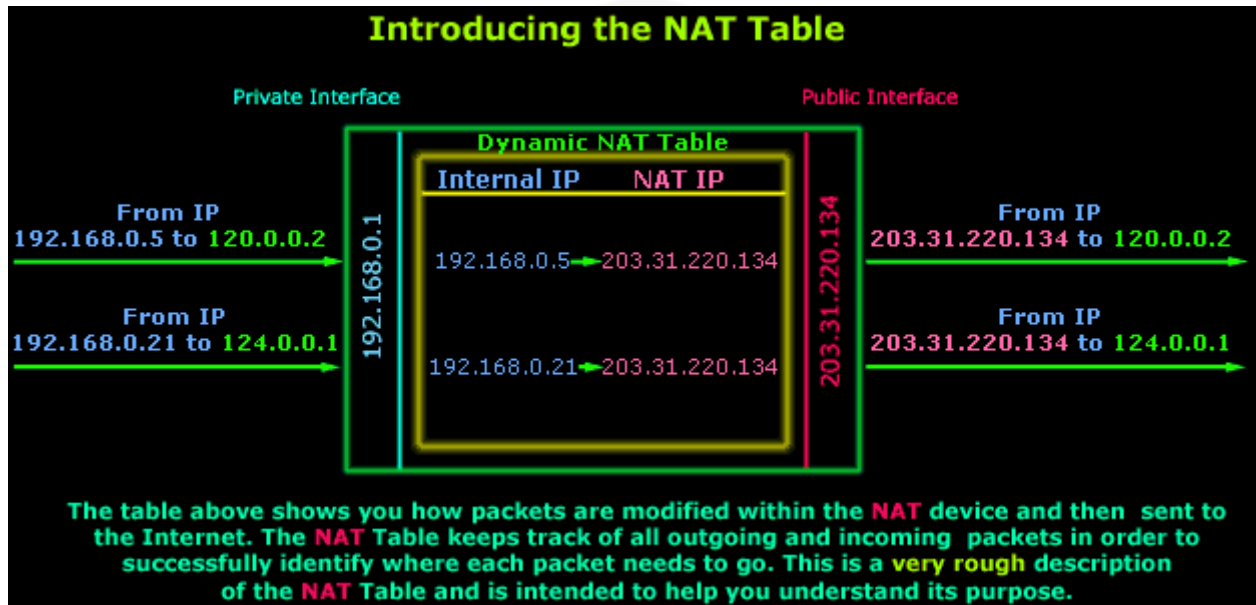 Introducing the NAT Table
Private Interface
Public Interface
Dynamic NAT Table
Internal IP NAT IP
From IP
192.168.0.5 to 120.0.0.2
From IP
192.168.0.21 to 124.0.0.1
192.168.0.1
192.168.0.5 203.31.220.134
192.168.0.21 203.31.220.134
203.31.220.134
From IP
203.31.220.134 to 120.0.0.2
From IP
203.31.220.134 to 124.0.0.1
The table above shows you how packets are modified within the NAT device and then sent to
the Internet. The NAT Table keeps track of all outgoing and incoming packets in order to
successfully identify where each packet needs to go. This is a very rough description
of the NAT Table and is intended to help you understand its purpose.